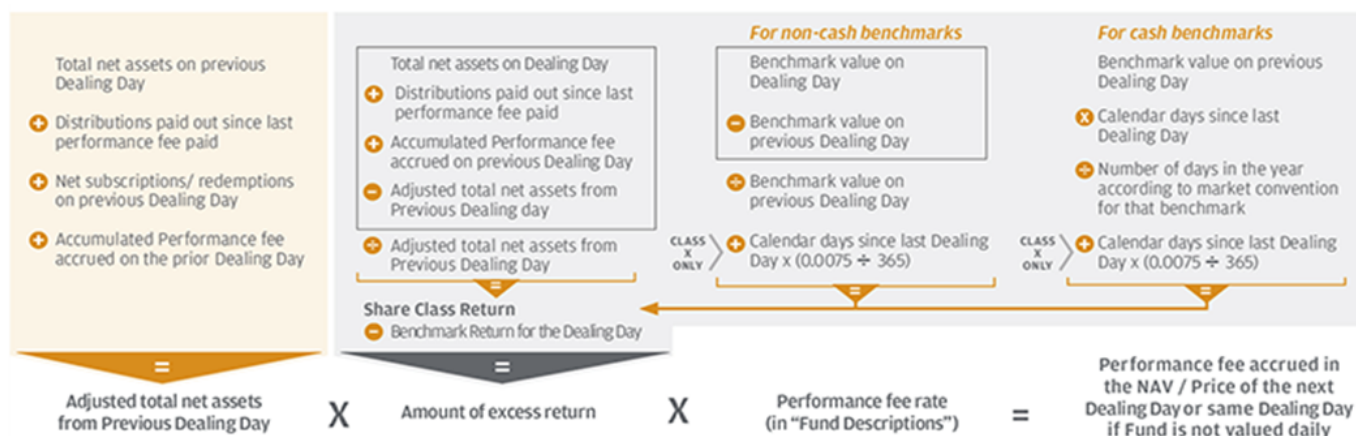 Total net assets on previous
Dealing Day
+ Distributions paid out since last
performance fee paid
+ Net subscriptions/ redemptions
on previous Dealing Day
+ Accumulated Performance fee
accrued on the prior Dealing Day
=
Adjusted total net assets
from Previous Dealing Day
X
Total net assets on Dealing Day
+ Distributions paid out since last
performance fee paid
+ Accumulated Performance fee
accrued on previous Dealing Day
− Adjusted total net assets from
Previous Dealing day
÷ Adjusted total net assets from
Previous Dealing Day
=
Share Class Return
− Benchmark Return for the Dealing Day
=
Amount of excess return
X
For non-cash benchmarks
Benchmark value on
Dealing Day
− Benchmark value on
previous Dealing Day
÷ Benchmark value on
previous Dealing Day
CLASS
X
ONLY
+ Calendar days since last Dealing
Day x (0.0075 ÷ 365)
=
For cash benchmarks
Benchmark value on previous
Dealing Day
x Calendar days since last
Dealing Day
÷ Number of days in the year
according to market convention
for that benchmark
CLASS
X
ONLY
+ Calendar days since last Dealing
Day x (0.0075 ÷ 365)
=
Performance fee rate
(in “Fund Descriptions”)
=
Performance fee accrued in
the NAV / Price of the next
Dealing Day or same Dealing Day
if Fund is not valued daily